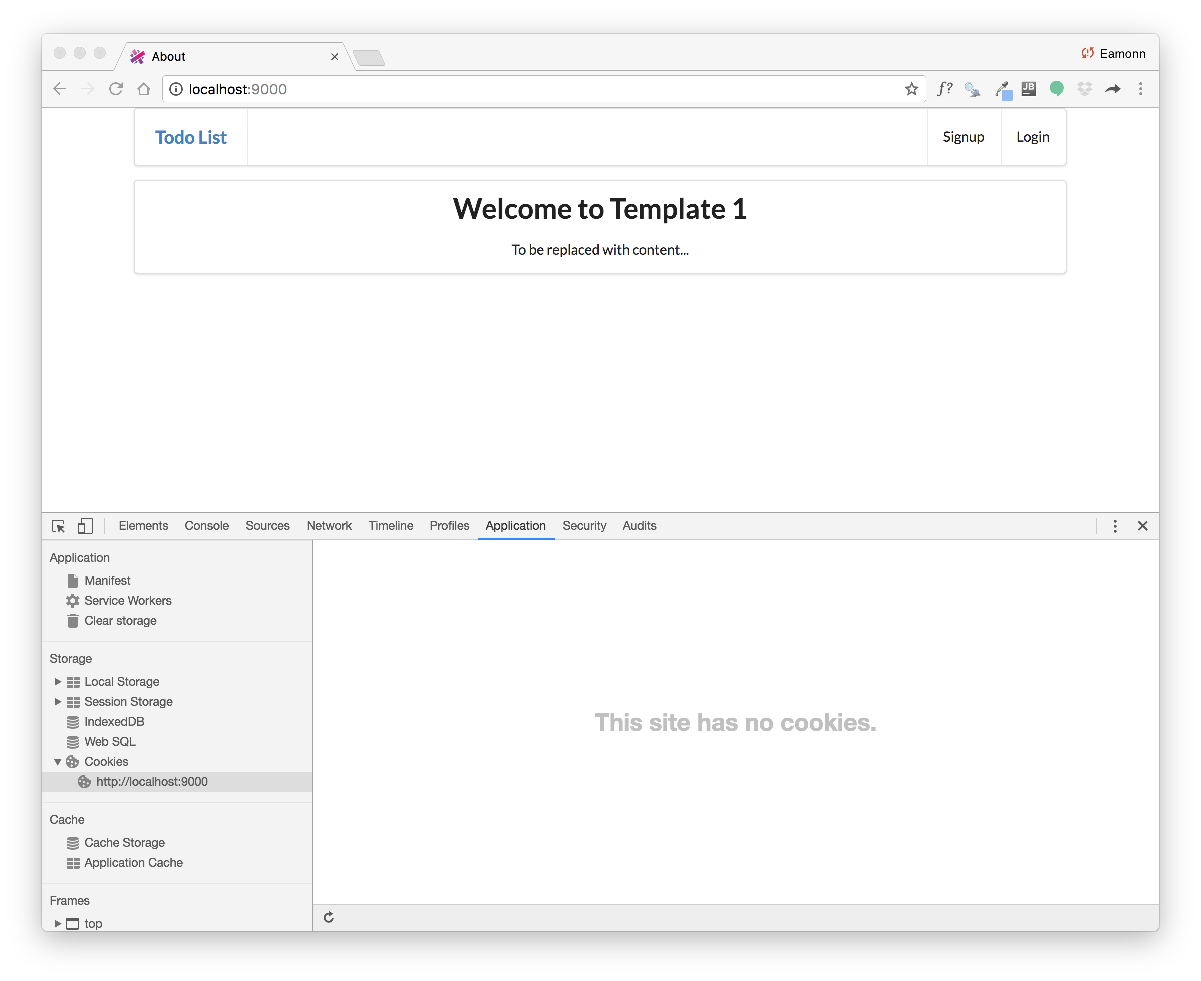 About
Eamonn
localhost:9000
f?
JB
Todo List
Signup
Login
Welcome to Template 1
To be replaced with content...
Elements Console Sources Network Timeline Profiles Application Security Audits
Application
Manifest
Service Workers
Clear storage
Storage
Local Storage
Session Storage
IndexedDB
Web SQL
Cookies
http://localhost:9000
Cache
Cache Storage
Application Cache
Frames
top
This site has no cookies.